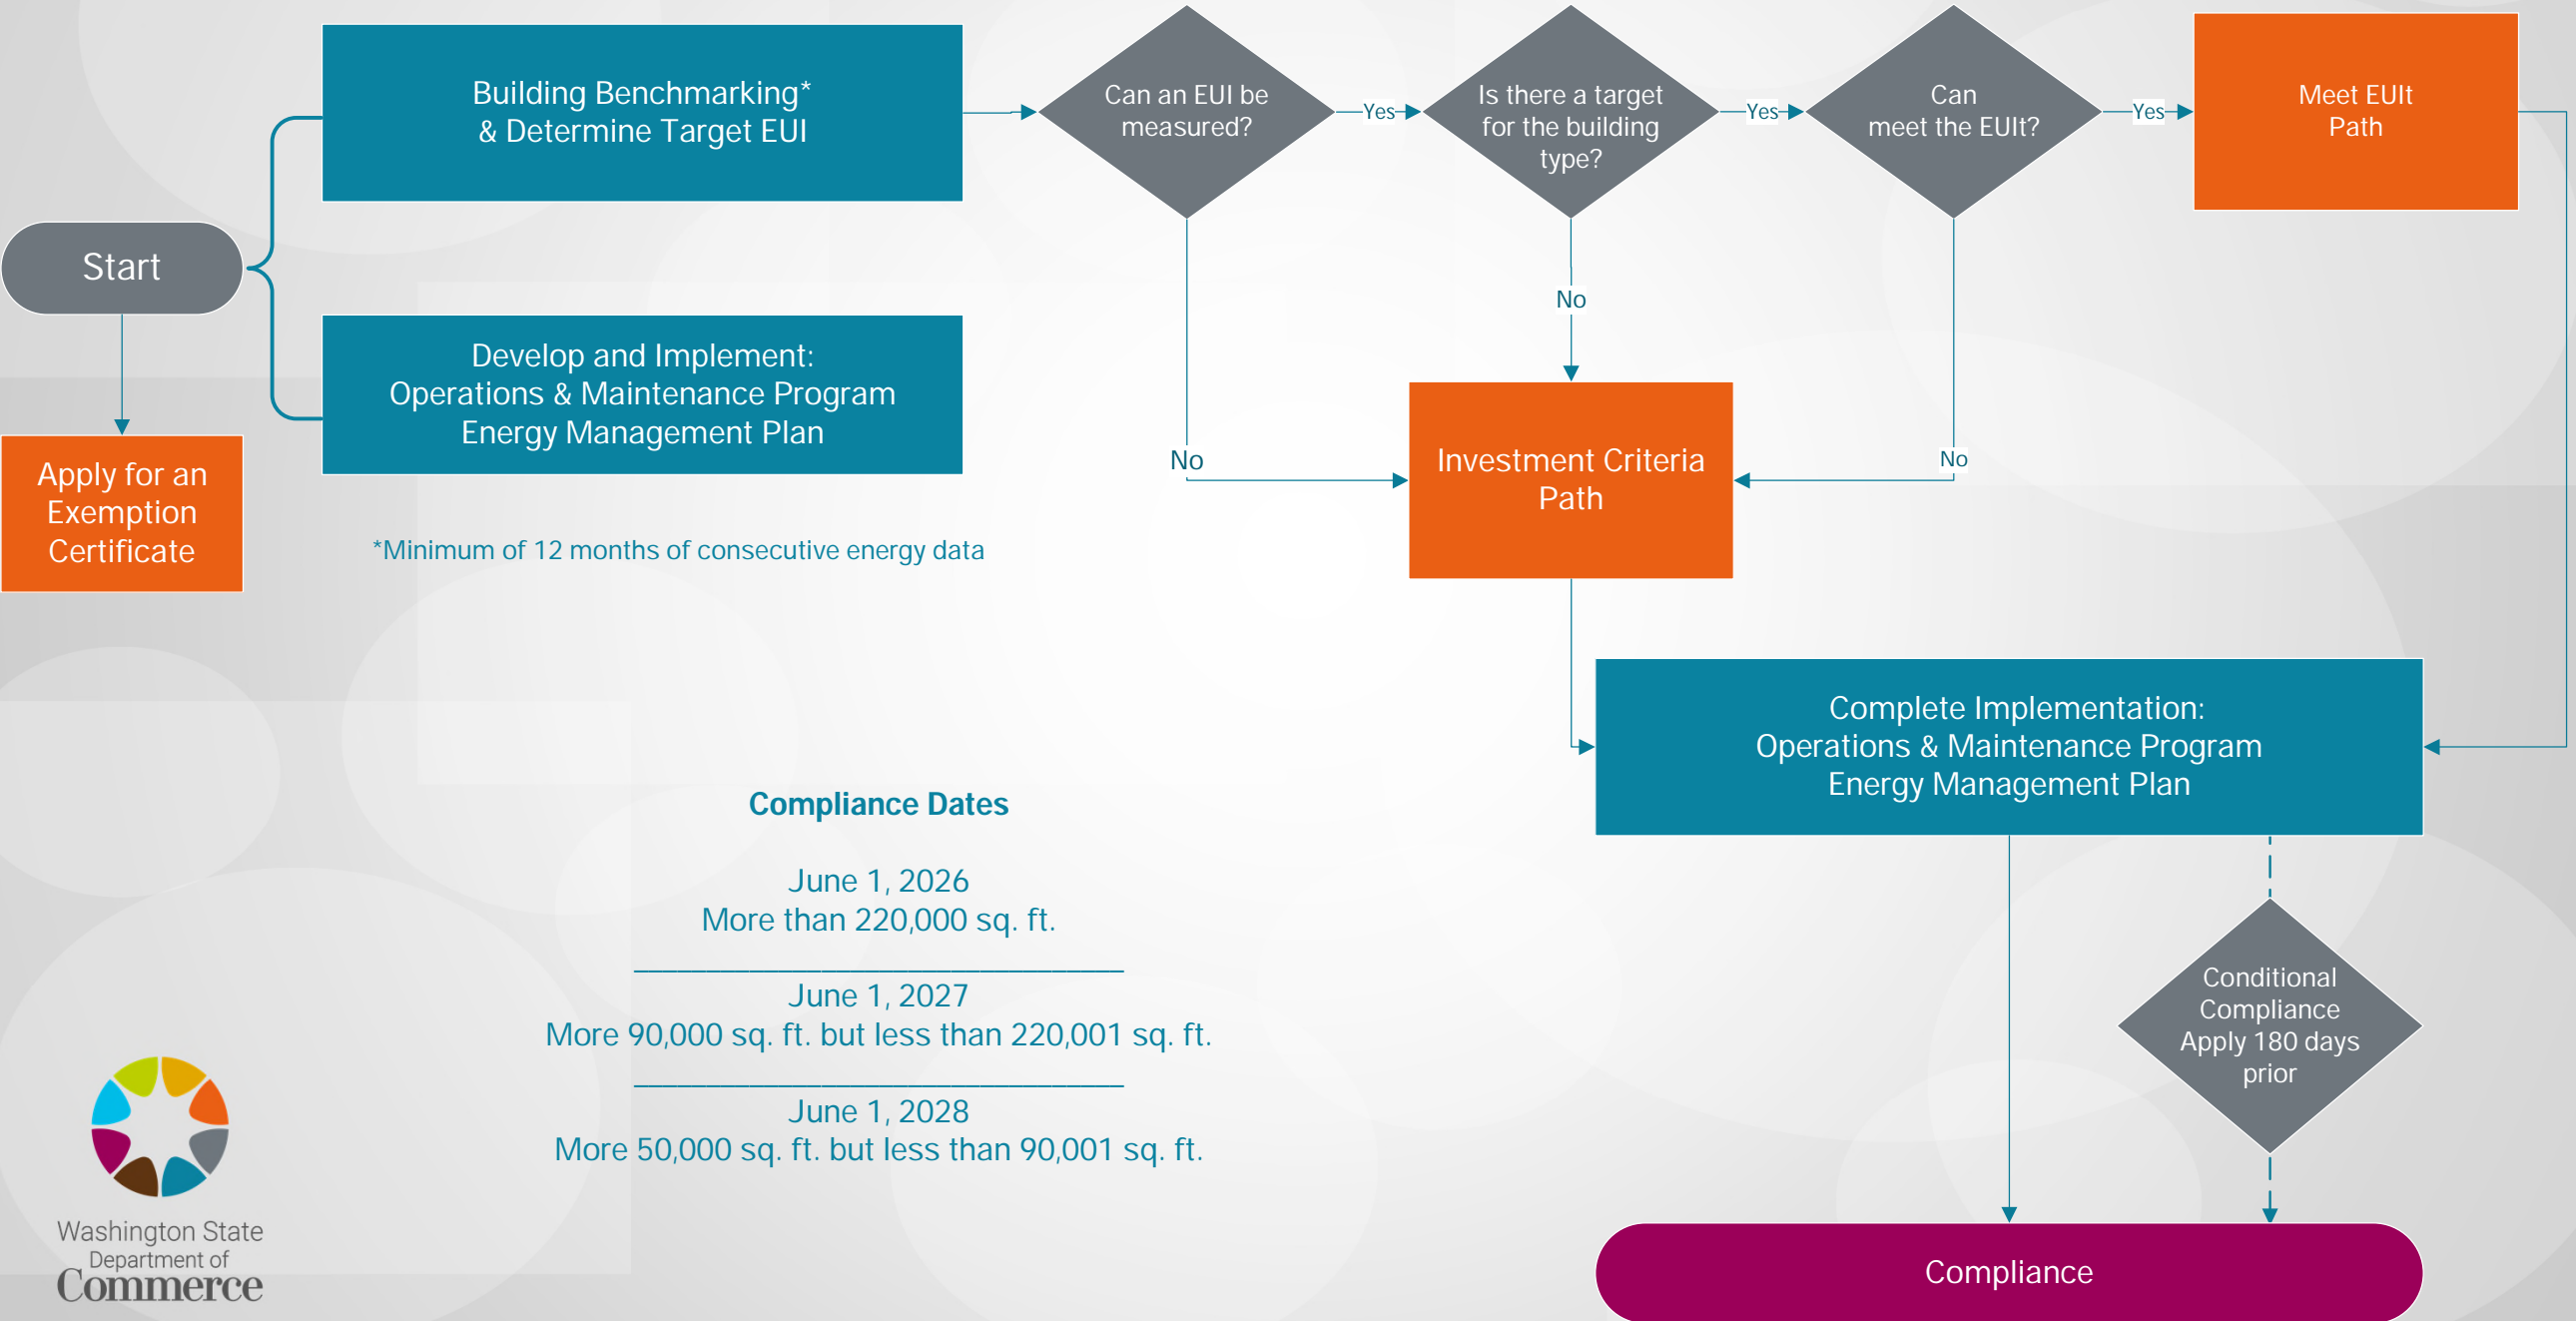 Start
Apply for an
Exemption
Certificate
Building Benchmarking*
& Determine Target EUI
Develop and Implement:
Operations & Maintenance Program
Energy Management Plan
*Minimum of 12 months of consecutive energy data
Can an EUI be
measured?
Yes
No
Is there a target
for the building
type?
Yes
No
Can
meet the EUIt?
Yes
No
Meet EUIt
Path
Investment Criteria
Path
Complete Implementation:
Operations & Maintenance Program
Energy Management Plan
Conditional
Compliance
Apply 180 days
prior
Compliance
Compliance Dates
June 1, 2026
More than 220,000 sq. ft.
June 1, 2027
More 90,000 sq. ft. but less than 220,001 sq. ft.
June 1, 2028
More 50,000 sq. ft. but less than 90,001 sq. ft.
Washington State
Department of
Commerce